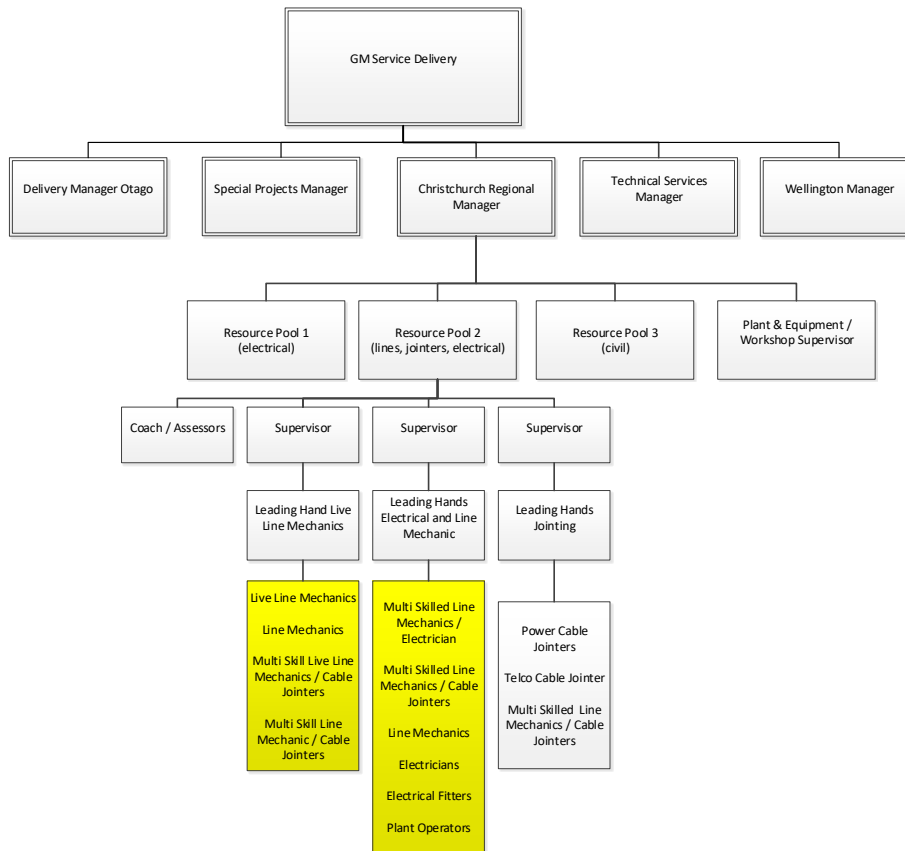 GM Service Delivery
Delivery Manager Otago
Special Projects Manager
Christchurch Regional
Manager
Technical Services
Manager
Wellington Manager
Resource Pool 1
(electrical)
Resource Pool 2
(lines, jointers, electrical)
Resource Pool 3
(civil)
Plant & Equipment /
Workshop Supervisor
Coach / Assessors
Supervisor
Supervisor
Supervisor
Leading Hand Live
Line Mechanics
Leading Hands
Electrical and Line
Mechanic
Leading Hands
Jointing
Live Line Mechanics
Line Mechanics
Multi Skill Live Line
Mechanics / Cable
Jointers
Multi Skill Line
Mechanic / Cable
Jointers
Multi Skilled Line
Mechanics /
Electrician
Multi Skilled Line
Mechanics / Cable
Jointers
Line Mechanics
Electricians
Electrical Fitters
Plant Operators
Power Cable
Jointers
Telco Cable Jointer
Multi Skilled Line
Mechanics / Cable
Jointers